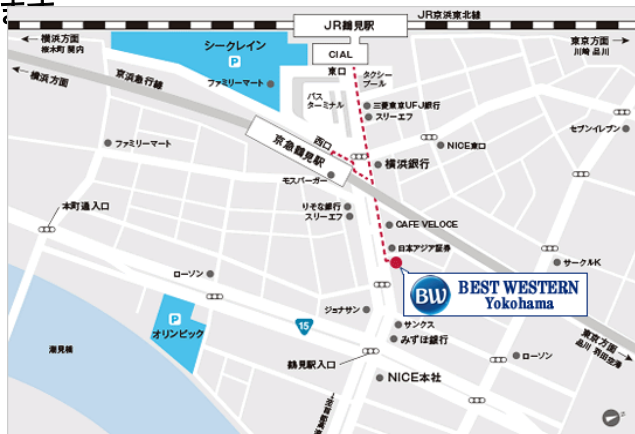 ます
JR鶴見駅
JR京浜東北線
横浜方面
桜木町 関内
シークレイン
P
CIAL
東口
東京方面
川崎 品川
横浜方面
京浜急行線
ファミリーマート
バス
ターミナル
タクシー
プール
三菱東京UFJ銀行
スリーエフ
セブンイレブン
ファミリーマート
西口
京急鶴見駅
NICE東口
横浜銀行
モスバーガー
りそな銀行
スリーエフ
本町通入口
CAFE VELOCE
日本アジア証券
サークルK
ローソン
BW
BEST WESTERN
Yokohama
P
オリンピック
15
ジョナサン
サンクス
みずほ銀行
東京方面
品川 羽田空港
潮見橋
鶴見駅入口
ローソン
NICE本社